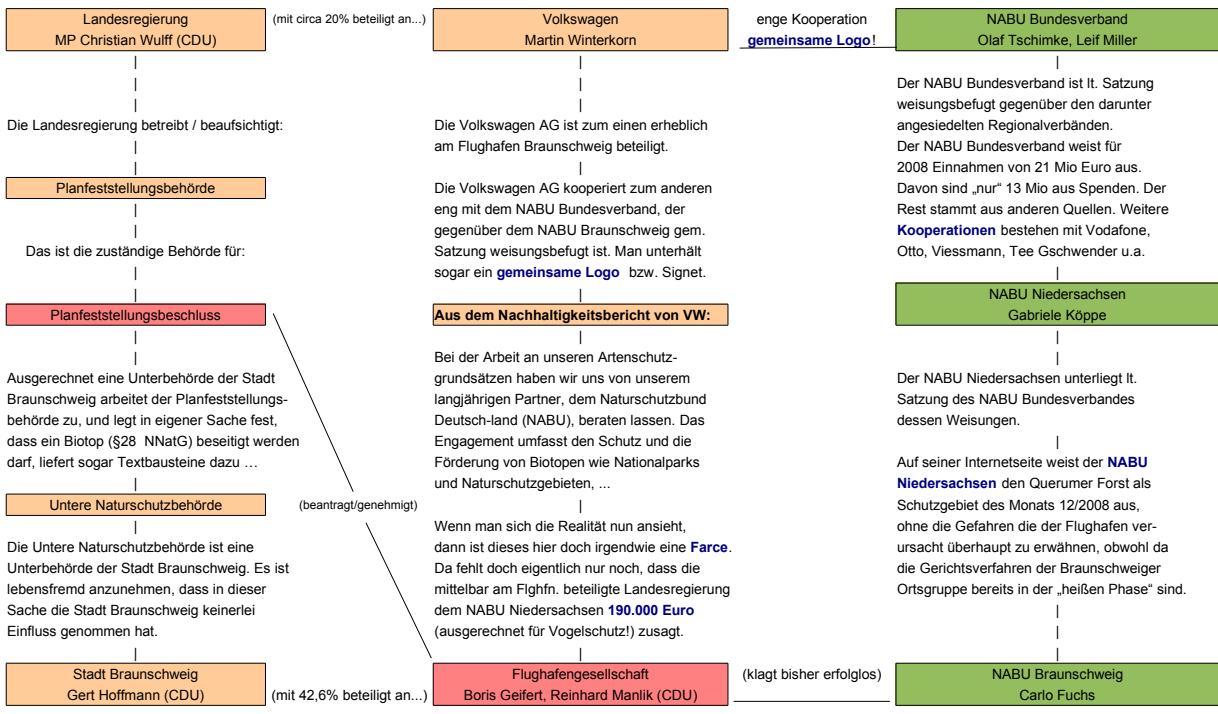 Landesregierung
MP Christian Wulff (CDU)
(mit circa 20% beteiligt an...)
Volkswagen
Martin Winterkorn
enge Kooperation
gemeinsame Logo!
NABU Bundesverband
Olaf Tschimke, Leif Miller
Die Landesregierung betreibt / beaufsichtigt:
Planfeststellungsbehörde
Das ist die zuständige Behörde für:
Planfeststellungsbeschluss
Ausgerechnet eine Unterbehörde der Stadt
Braunschweig arbeitet der Planfeststellungs-
behörde zu, und legt in eigener Sache fest,
dass ein Biotop (§28 NNatG) beseitigt werden
darf, liefert sogar Textbausteine dazu …
Untere Naturschutzbehörde
(beantragt/genehmigt)
Die Untere Naturschutzbehörde ist eine
Unterbehörde der Stadt Braunschweig. Es ist
lebensfremd anzunehmen, dass in dieser
Sache die Stadt Braunschweig keinerlei
Einfluss genommen hat.
Stadt Braunschweig
Gert Hoffmann (CDU)
(mit 42,6% beteiligt an...)
Die Volkswagen AG ist zum einen erheblich
am Flughafen Braunschweig beteiligt.
Die Volkswagen AG kooperiert zum anderen
eng mit dem NABU Bundesverband, der
gegenüber dem NABU Braunschweig gem.
Satzung weisungsbefugt ist. Man unterhält
sogar ein gemeinsame Logo bzw. Signet.
Aus dem Nachhaltigkeitsbericht von VW:
Bei der Arbeit an unseren Artenschutz-
grundsätzen haben wir uns von unserem
langjährigen Partner, dem Naturschutzbund
Deutsch-land (NABU), beraten lassen. Das
Engagement umfasst den Schutz und die
Förderung von Biotopen wie Nationalparks
und Naturschutzgebieten, ...
Wenn man sich die Realität nun ansieht,
dann ist dieses hier doch irgendwie eine Farce.
Da fehlt doch eigentlich nur noch, dass die
mittelbar am Flghfn. beteiligte Landesregierung
dem NABU Niedersachsen 190.000 Euro
(ausgerechnet für Vogelschutz!) zusagt.
Flughafengesellschaft
Boris Geifert, Reinhard Manlik (CDU)
(klagt bisher erfolglos)
Der NABU Bundesverband ist lt. Satzung
weisungsbefugt gegenüber den darunter
angesiedelten Regionalverbänden.
Der NABU Bundesverband weist für
2008 Einnahmen von 21 Mio Euro aus.
Davon sind „nur“ 13 Mio aus Spenden. Der
Rest stammt aus anderen Quellen. Weitere
Kooperationen bestehen mit Vodafone,
Otto, Viessmann, Tee Gschwender u.a.
NABU Niedersachsen
Gabriele Köppe
Der NABU Niedersachsen unterliegt lt.
Satzung des NABU Bundesverbandes
dessen Weisungen.
Auf seiner Internetseite weist der NABU
Niedersachsen den Querumer Forst als
Schutzgebiet des Monats 12/2008 aus,
ohne die Gefahren die der Flughafen ver-
ursacht überhaupt zu erwähnen, obwohl da
die Gerichtsverfahren der Braunschweiger
Ortsgruppe bereits in der „heißen Phase“ sind.
NABU Braunschweig
Carlo Fuchs